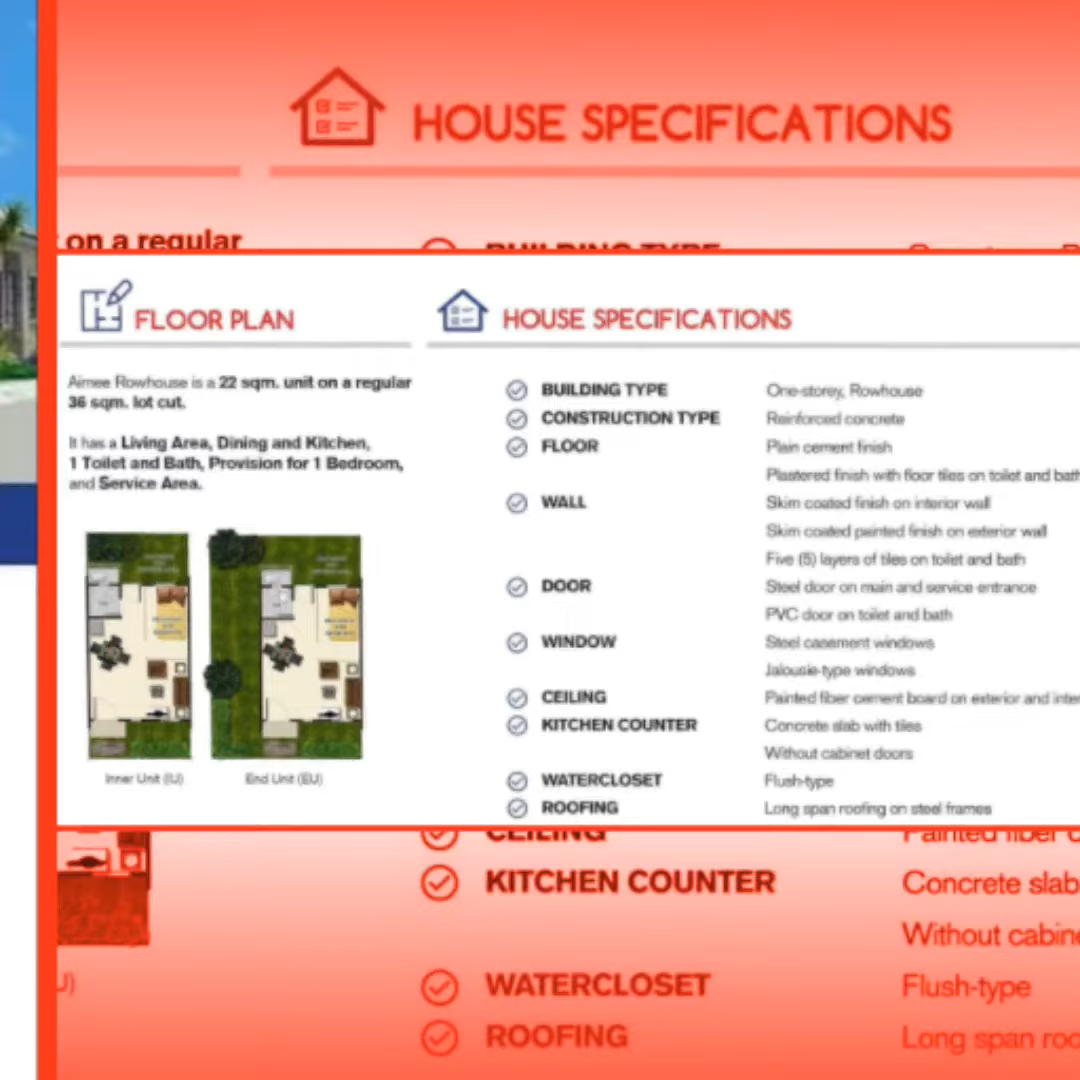 HOUSE SPECIFICATIONS
on a regular
BUILDING TYPE
FLOOR PLAN
Aimee Rowhouse is a 22 sqm. unit on a regular
36 sqm. lot cut.
It has a Living Area, Dining and Kitchen,
1 Toilet and Bath, Provision for 1 Bedroom,
and Service Area.
Inner Unit (IU)
End Unit (EU)
HOUSE SPECIFICATIONS
BUILDING TYPE One-storey, Rowhouse
CONSTRUCTION TYPE Reinforced concrete
FLOOR Plain cement finish
Plastered finish with floor tiles on toilet and bath
WALL Skim coated finish on interior wall
Skim coated painted finish on exterior wall
Five (5) layers of tiles on toilet and bath
DOOR Steel door on main and service entrance
PVC door on toilet and bath
WINDOW Steel casement windows
Jalousie-type windows
CEILING Painted fiber cement board on exterior and inte
KITCHEN COUNTER Concrete slab with tiles
Without cabinet doors
WATERCLOSET Flush-type
ROOFING Long span roofing on steel frames
CEILING Painted fiber
KITCHEN COUNTER Concrete slab
Without cabine
WATERCLOSET Flush-type
ROOFING Long span roo